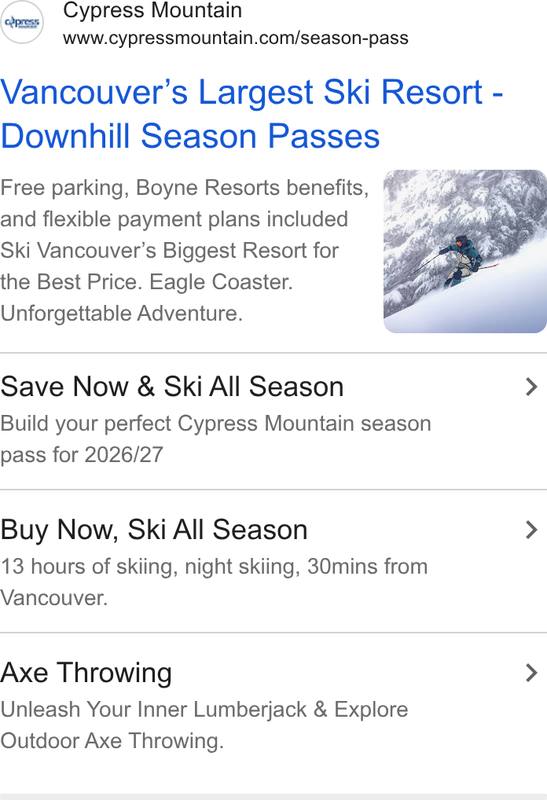 cypress
Cypress Mountain
www.cypressmountain.com/season-pass
Vancouver’s Largest Ski Resort -
Downhill Season Passes
Free parking, Boyne Resorts benefits,
and flexible payment plans included
Ski Vancouver’s Biggest Resort for
the Best Price. Eagle Coaster.
Unforgettable Adventure.
Save Now & Ski All Season
Build your perfect Cypress Mountain season
pass for 2026/27
Buy Now, Ski All Season
13 hours of skiing, night skiing, 30mins from
Vancouver.
Axe Throwing
Unleash Your Inner Lumberjack & Explore
Outdoor Axe Throwing.